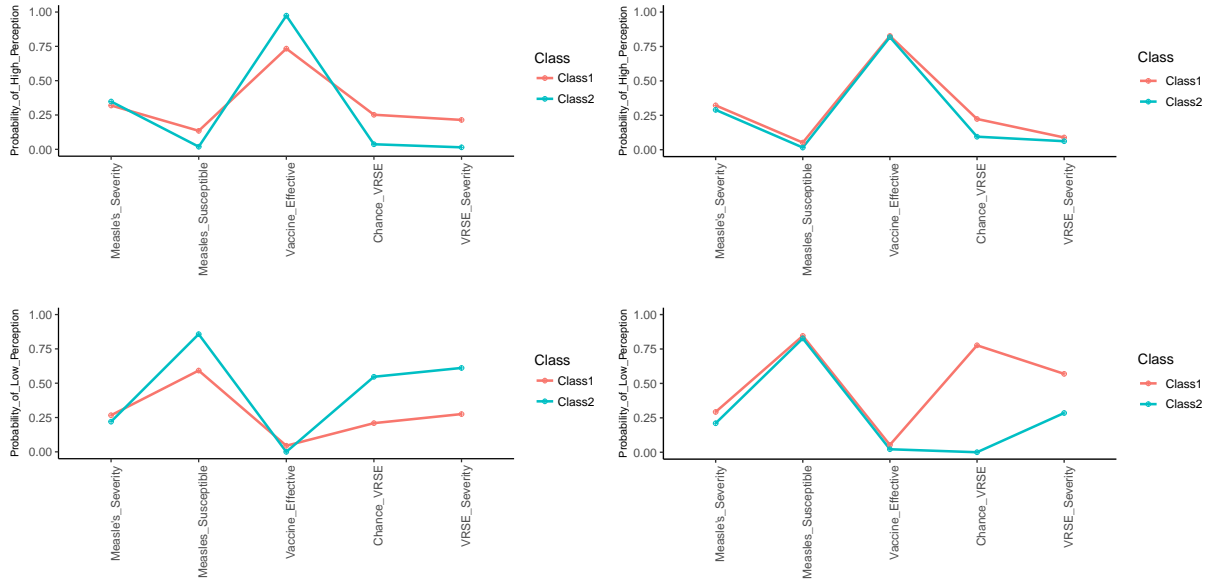 Probability_of_High_Perception
1.00
0.75
0.50
0.25
0.00
Measle's_Severity
Measles_Susceptible
Vaccine_Effective
Chance_VRSE
VRSE_Severity
Class
Class1
Class2
Probability_of_High_Perception
1.00
0.75
0.50
0.25
0.00
Measle's_Severity
Measles_Susceptible
Vaccine_Effective
Chance_VRSE
VRSE_Severity
Class
Class1
Class2
Probability_of_Low_Perception
1.00
0.75
0.50
0.25
0.00
Measle's_Severity
Measles_Susceptible
Vaccine_Effective
Chance_VRSE
VRSE_Severity
Class
Class1
Class2
Probability_of_Low_Perception
1.00
0.75
0.50
0.25
0.00
Measle's_Severity
Measles_Susceptible
Vaccine_Effective
Chance_VRSE
VRSE_Severity
Class
Class1
Class2